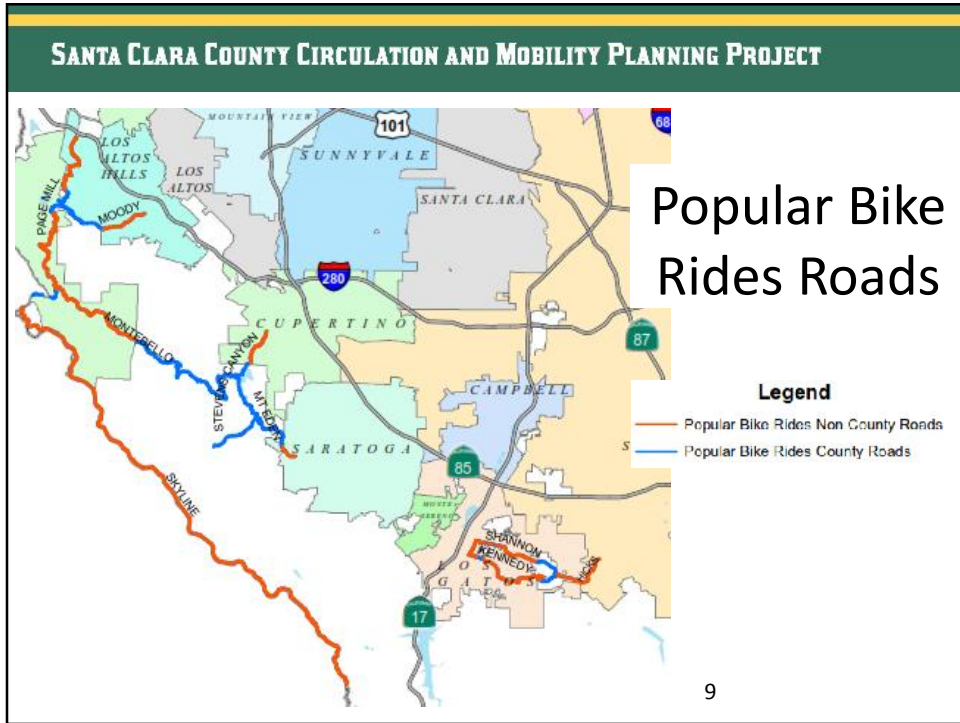 SANTA CLARA COUNTY CIRCULATION AND MOBILITY PLANNING PROJECT
Popular Bike
Rides Roads
Legend
Popular Bike Rides Non County Roads
Popular Bike Rides County Roads
MOUNTAIN VIEW
101
68
LOS
ALTOS
HILLS
LOS
ALTOS
SUNNYVALE
SANTA CLARA
PAGE MILL
MOODY
280
CUPERTINO
87
MONTEBELLO
STEVENS CANYON
MT EDEN
CAMPBELL
SARATOGA
S
85
SKYLINE
MONTE
SERENO
SHANNON
KENNEDY
HICKS
LOS
GATOS
17
9